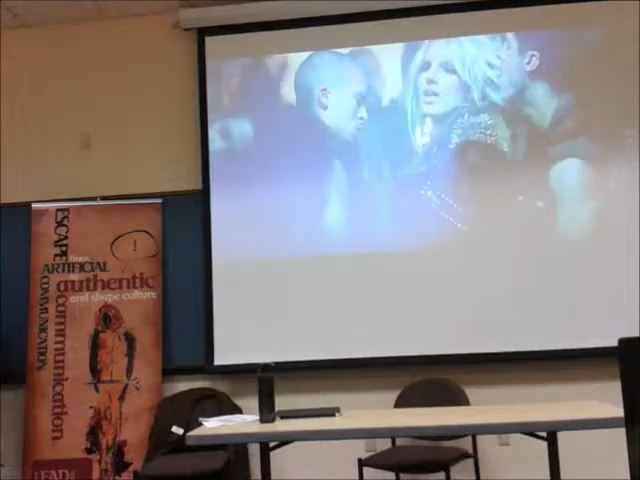 ESCAPE
from
ARTIFICIAL
COMMUNICATION
!
authentic
and shape culture
communication
LEAD